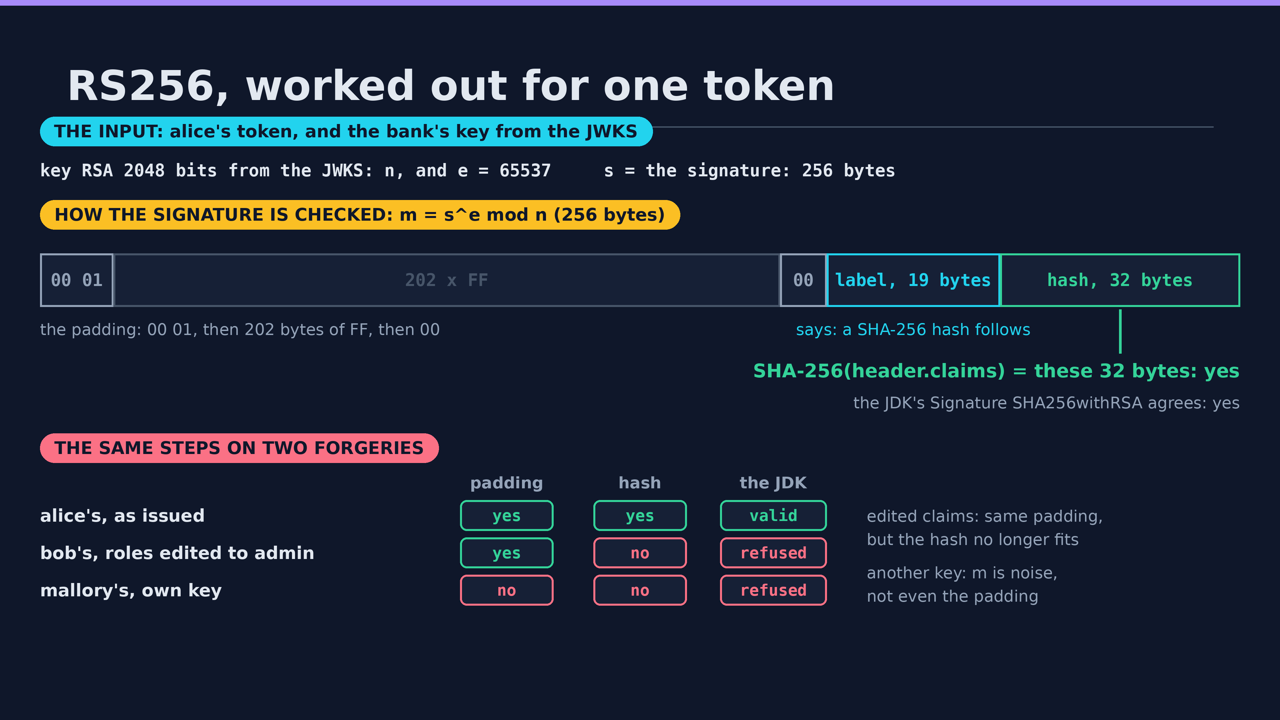 RS256, worked out for one token
THE INPUT: alice's token, and the bank's key from the JWKS
key RSA 2048 bits from the JWKS: n, and e = 65537 s = the signature: 256 bytes
HOW THE SIGNATURE IS CHECKED: m = s^e mod n (256 bytes)
00 01 202 x FF 00 label, 19 bytes hash, 32 bytes
the padding: 00 01, then 202 bytes of FF, then 00 says: a SHA-256 hash follows
SHA-256(header.claims) = these 32 bytes: yes
the JDK's Signature SHA256withRSA agrees: yes
THE SAME STEPS ON TWO FORGERIES
padding hash the JDK
alice's, as issued yes yes valid
bob's, roles edited to admin yes no refused
mallory's, own key no no refused
edited claims: same padding,
but the hash no longer fits
another key: m is noise,
not even the padding